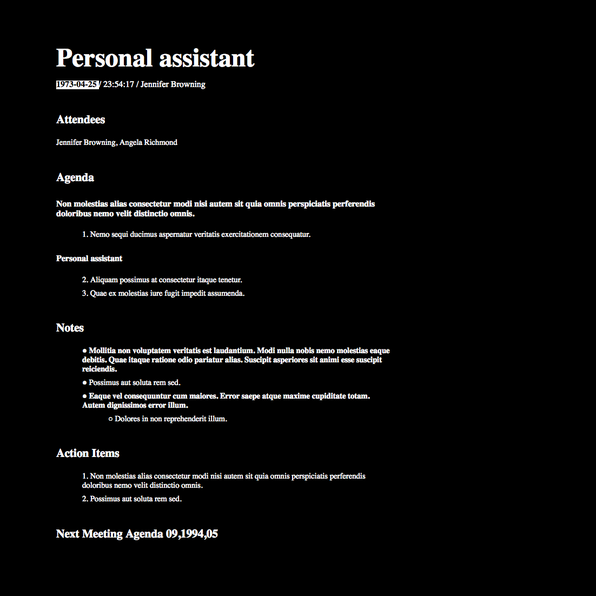 Personal assistant
1973-04-25 / 23:54:17 / Jennifer Browning
Attendees
Jennifer Browning, Angela Richmond
Agenda
Non molestias alias consectetur modi nisi autem sit quia omnis perspiciatis perferendis
doloribus nemo velit distinctio omnis.
1. Nemo sequi ducimus aspernatur veritatis exercitationem consequatur.
Personal assistant
2. Aliquam possimus at consectetur itaque tenetur.
3. Quae ex molestias iure fugit impedit assumenda.
Notes
● Mollitia non voluptatem veritatis est laudantium. Modi nulla nobis nemo molestias eaque
debitis. Quae itaque ratione odio pariatur alias. Suscipit asperiores sit animi esse suscipit
reiciendis.
● Possimus aut soluta rem sed.
● Eaque vel consequuntur cum maiores. Error saepe atque maxime cupiditate totam.
Autem dignissimos error illum.
○ Dolores in non reprehenderit illum.
Action Items
1. Non molestias alias consectetur modi nisi autem sit quia omnis perspiciatis perferendis
doloribus nemo velit distinctio omnis.
2. Possimus aut soluta rem sed.
Next Meeting Agenda 09,1994,05